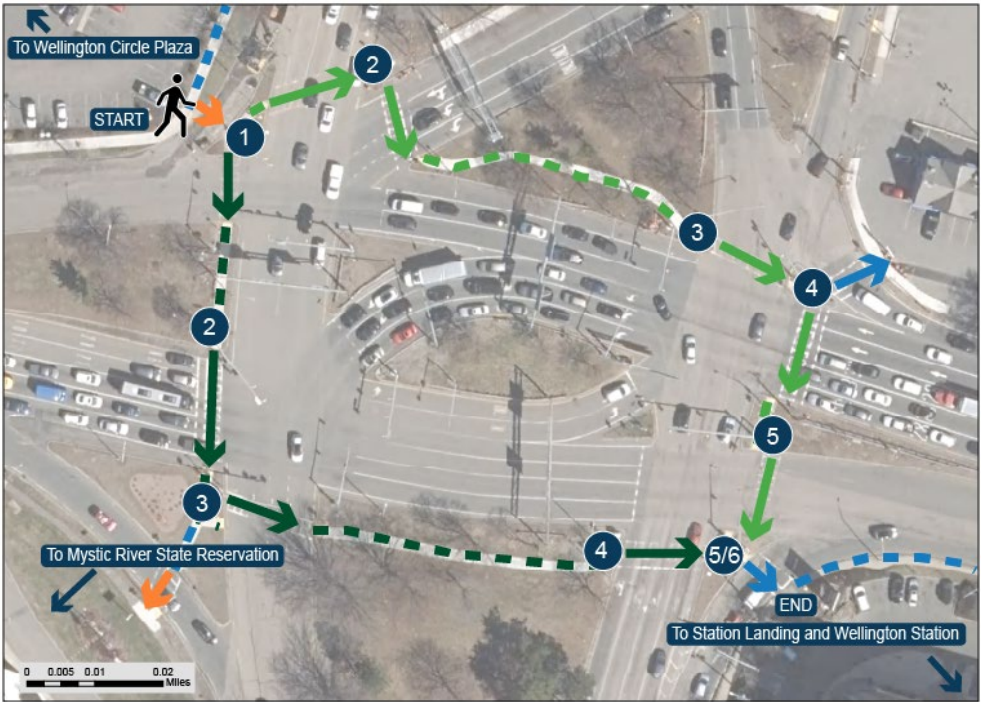 To Wellington Circle Plaza
START
1
2
2
3
4
3
5
4
5/6
To Mystic River State Reservation
END
To Station Landing and Wellington Station
0 0.005 0.01 0.02
Miles